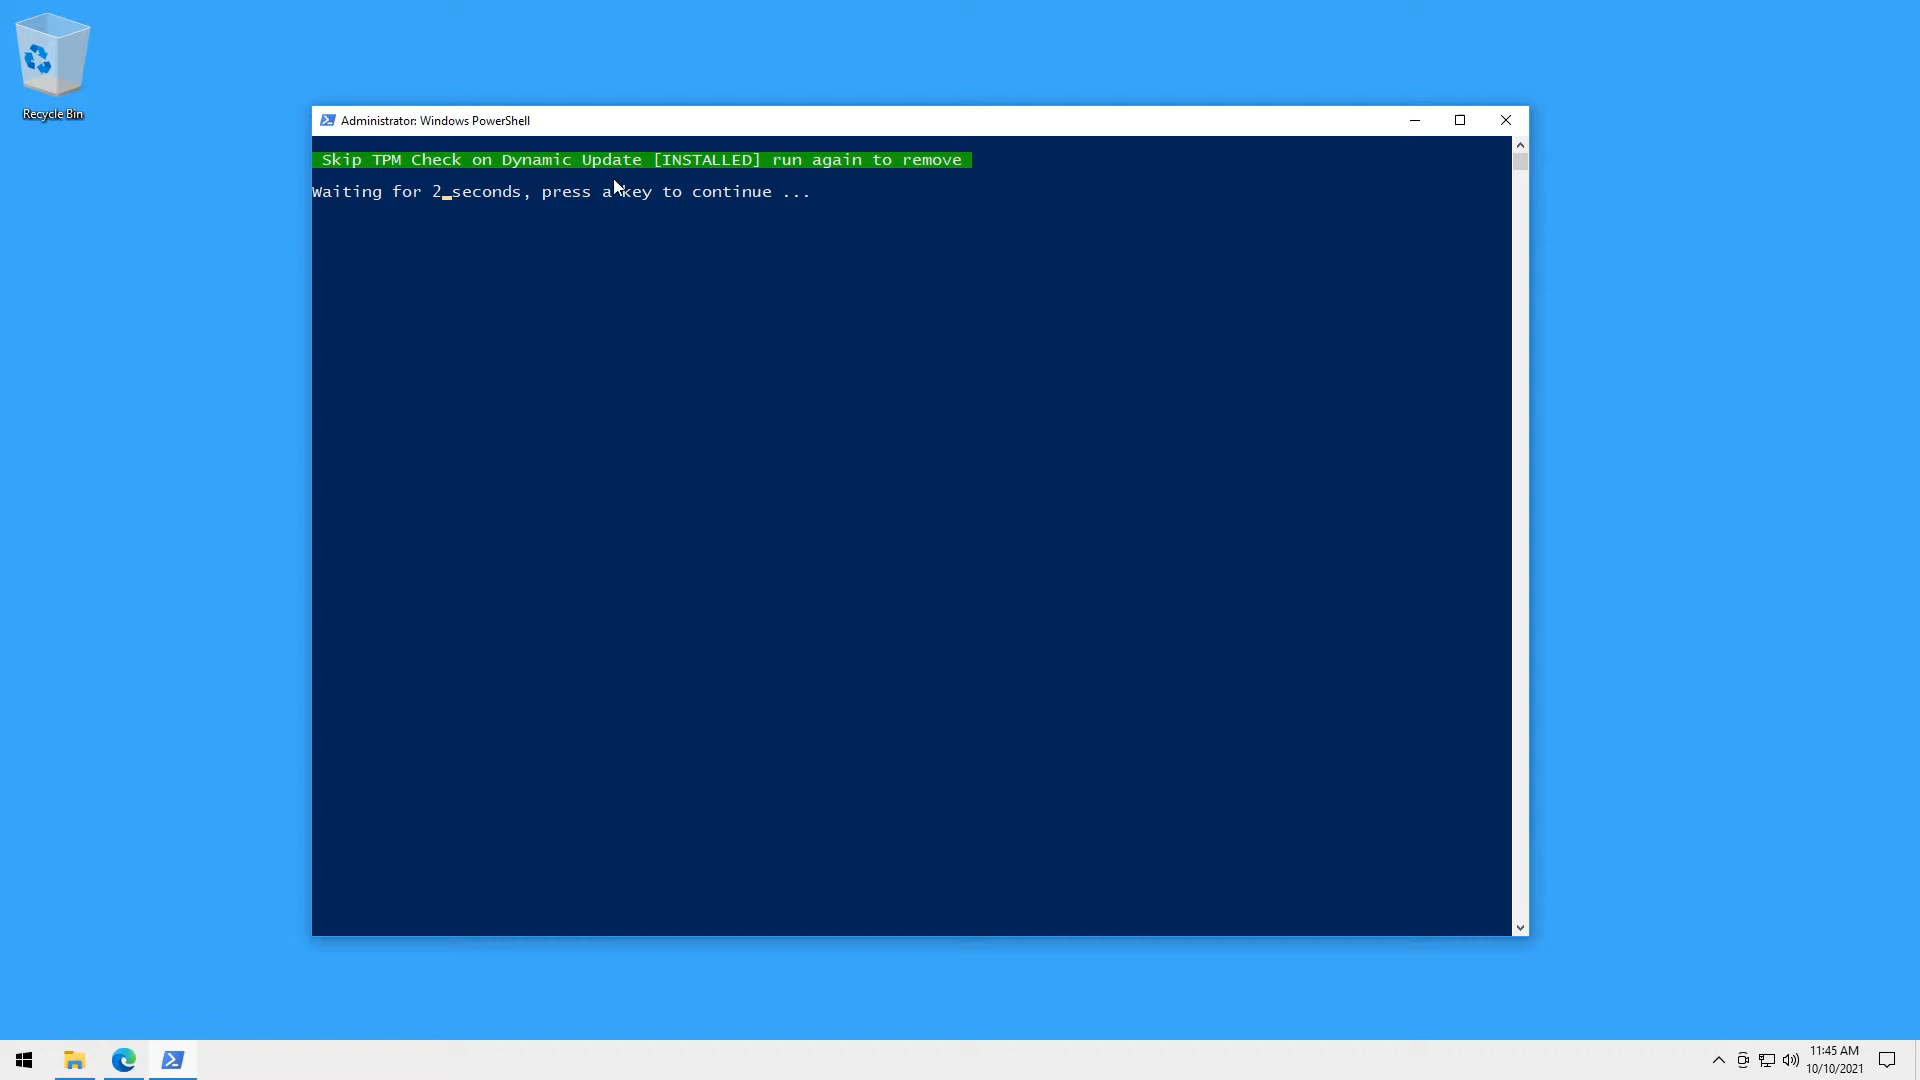 Recycle Bin
Administrator: Windows PowerShell
Skip TPM Check on Dynamic Update [INSTALLED] run again to remove
Waiting for 2 seconds, press a key to continue ...
11:45 AM
10/10/2021